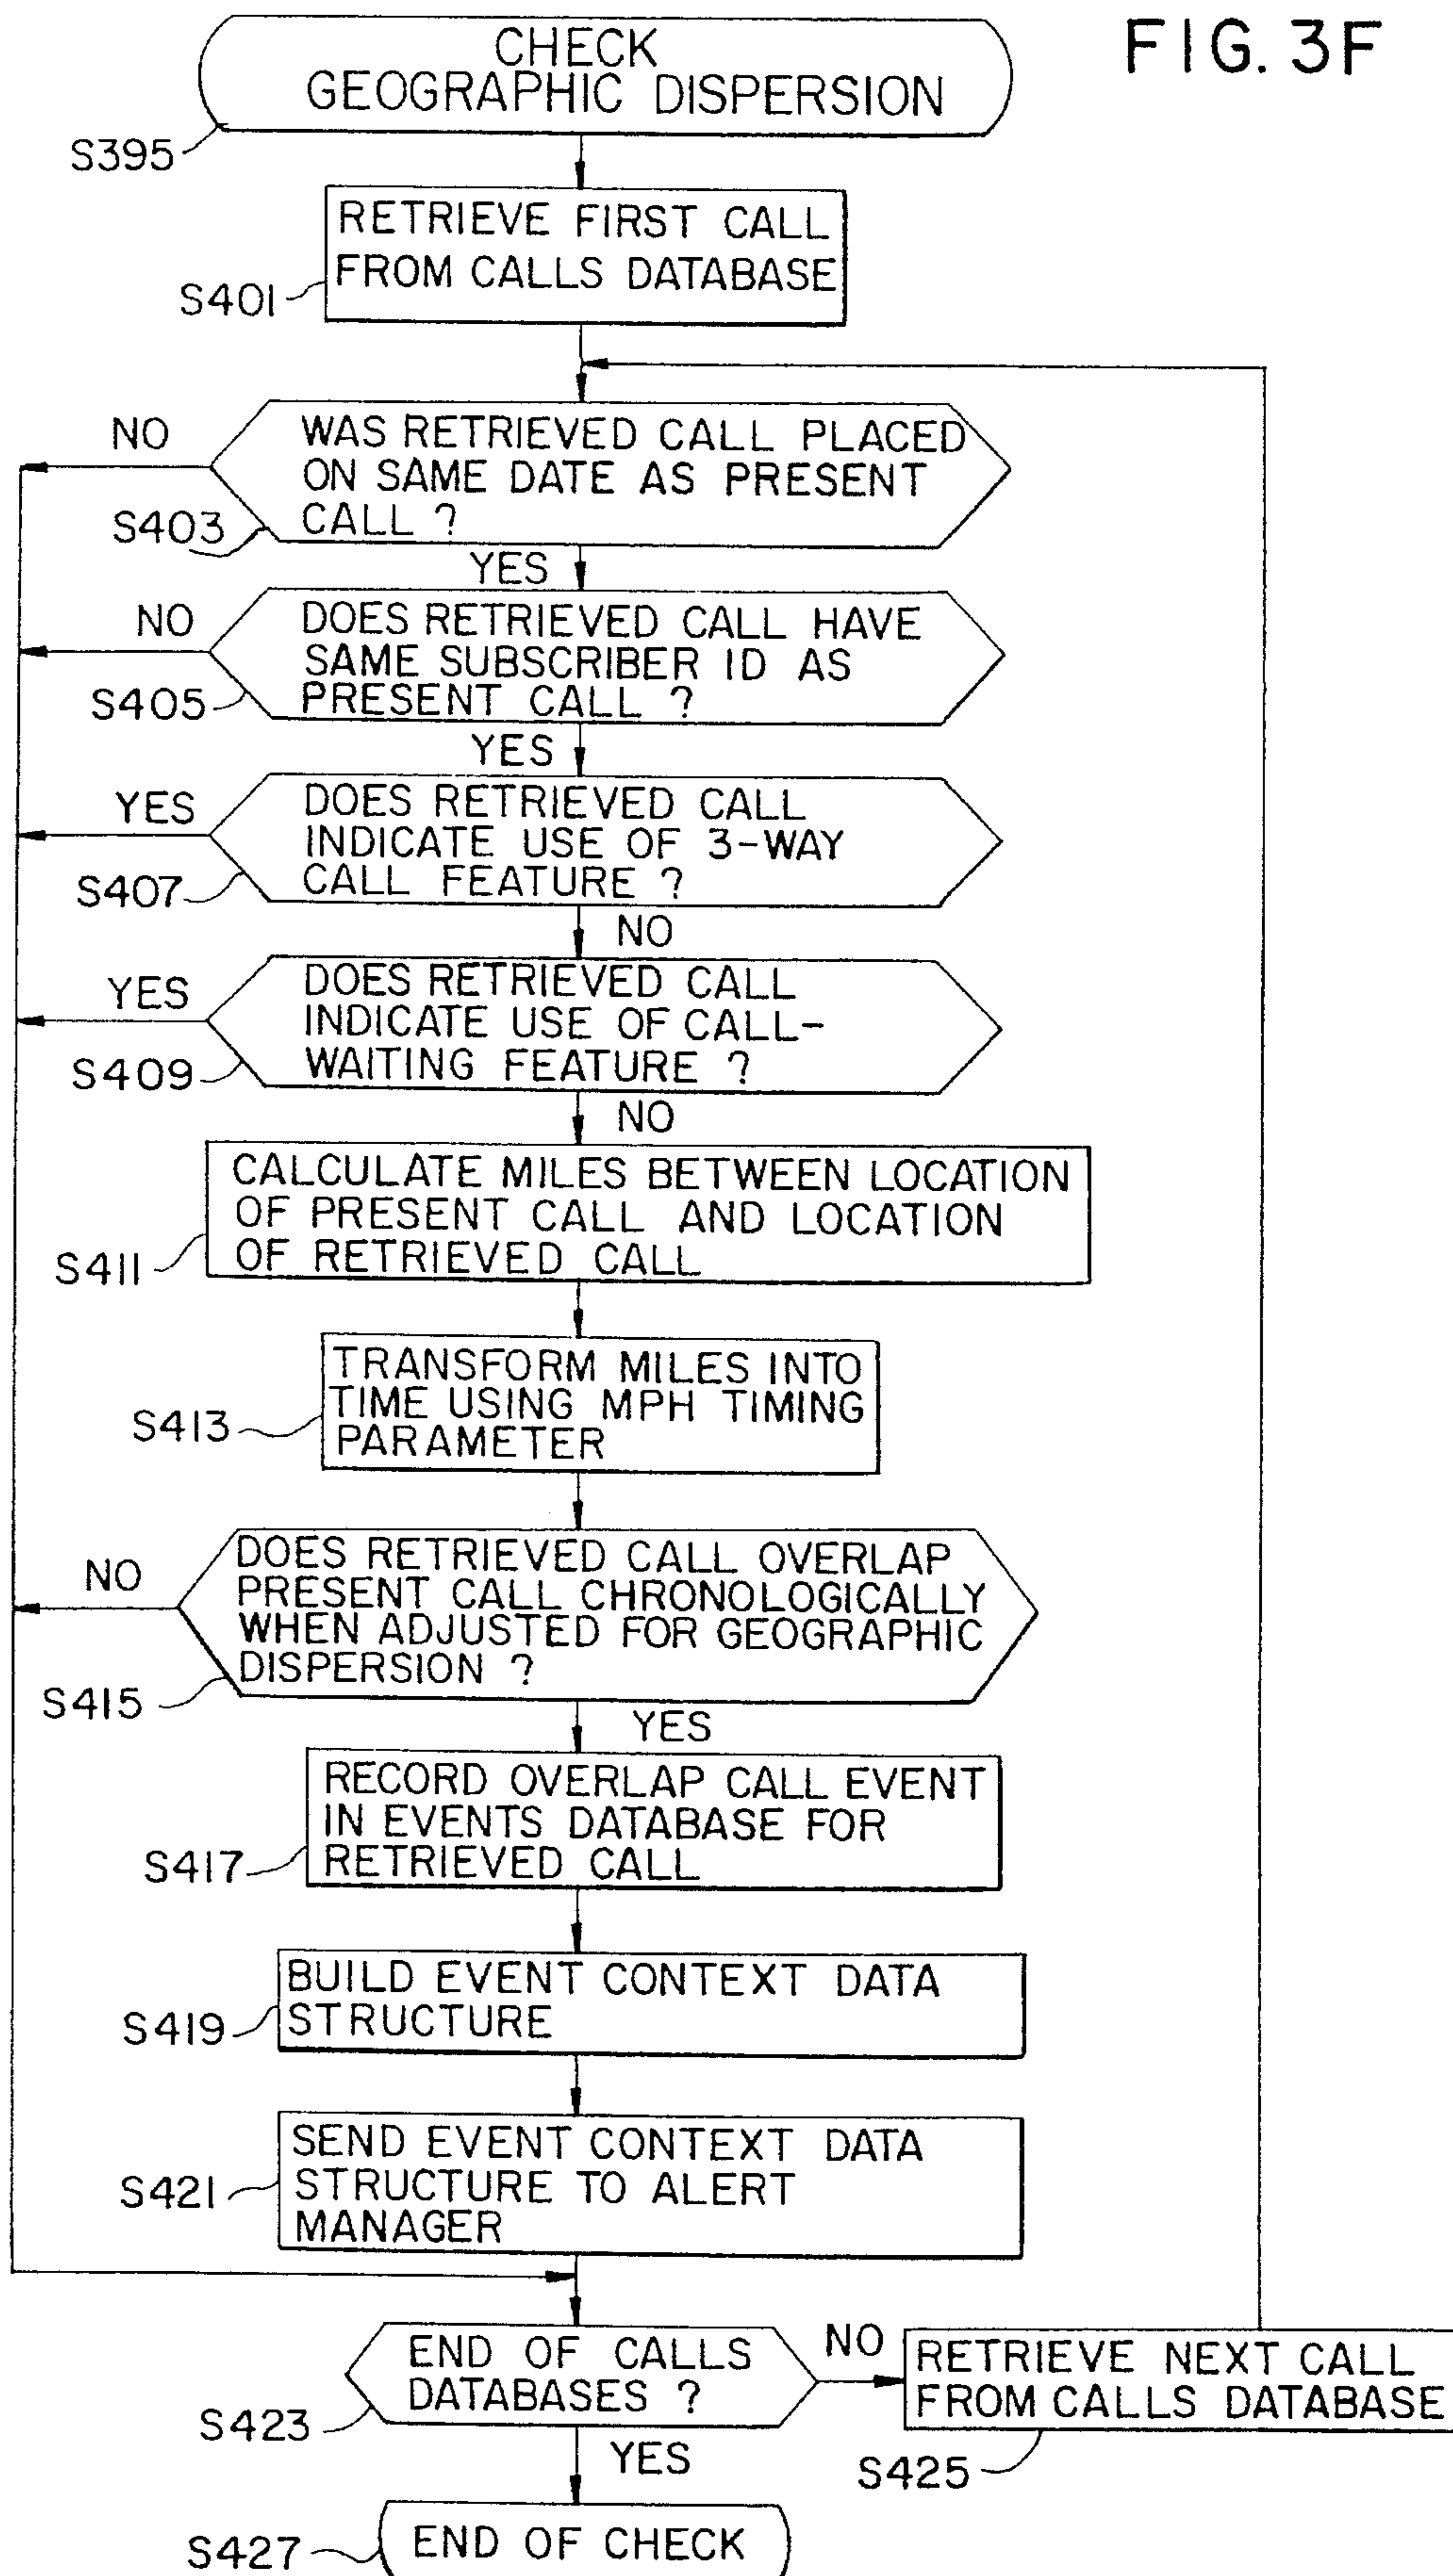 FIG. 3F
CHECK
GEOGRAPHIC DISPERSION
S395
RETRIEVE FIRST CALL
FROM CALLS DATABASE
S401
NO
WAS RETRIEVED CALL PLACED
ON SAME DATE AS PRESENT
CALL ?
S403
YES
NO
DOES RETRIEVED CALL HAVE
SAME SUBSCRIBER ID AS
PRESENT CALL ?
S405
YES
YES
DOES RETRIEVED CALL
INDICATE USE OF 3-WAY
CALL FEATURE ?
S407
NO
YES
DOES RETRIEVED CALL
INDICATE USE OF CALL-
WAITING FEATURE ?
S409
NO
CALCULATE MILES BETWEEN LOCATION
OF PRESENT CALL AND LOCATION
OF RETRIEVED CALL
S411
TRANSFORM MILES INTO
TIME USING MPH TIMING
PARAMETER
S413
NO
DOES RETRIEVED CALL OVERLAP
PRESENT CALL CHRONOLOGICALLY
WHEN ADJUSTED FOR GEOGRAPHIC
DISPERSION ?
S415
YES
RECORD OVERLAP CALL EVENT
IN EVENTS DATABASE FOR
RETRIEVED CALL
S417
BUILD EVENT CONTEXT DATA
STRUCTURE
S419
SEND EVENT CONTEXT DATA
STRUCTURE TO ALERT
MANAGER
S421
END OF CALLS
DATABASES ?
S423
NO
RETRIEVE NEXT CALL
FROM CALLS DATABASE
S425
YES
END OF CHECK
S427